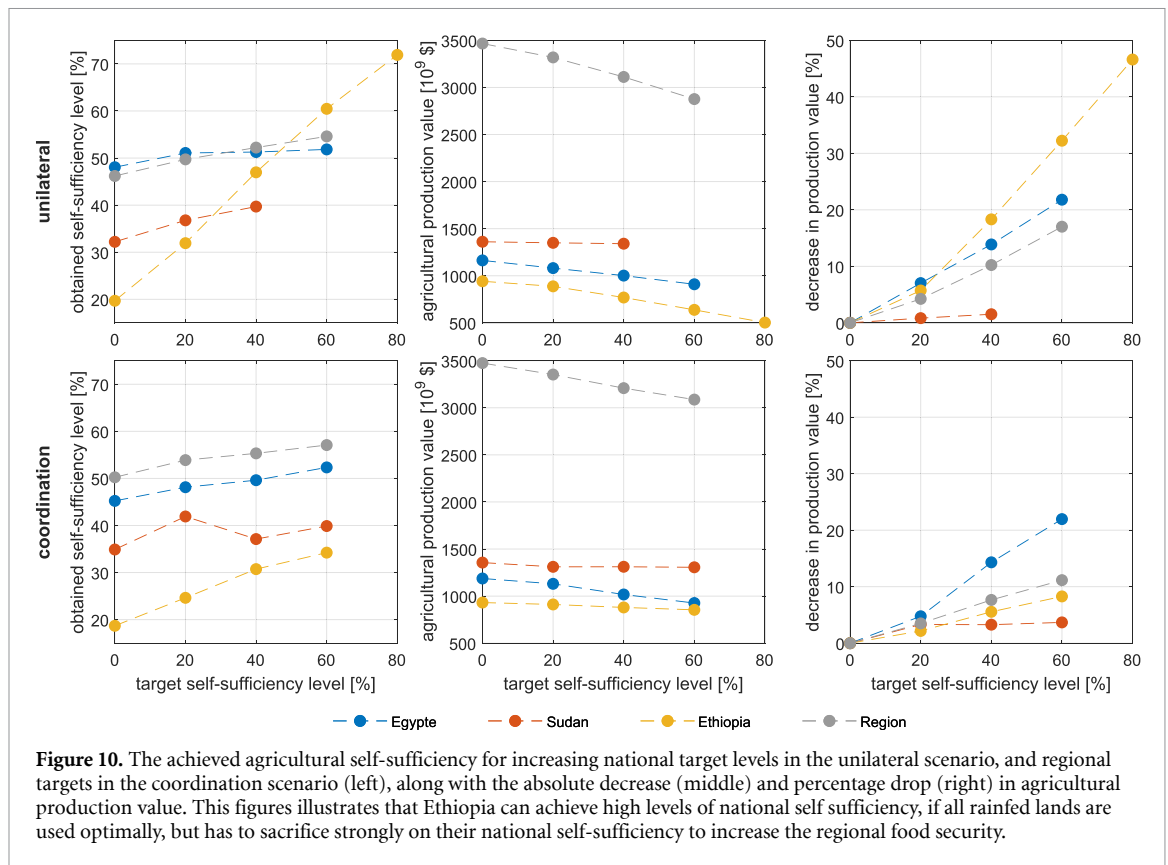 unilateral
obtained self-sufficiency level [%]
70
60
50
40
30
20
0 20 40 60 80
agricultural production value [10⁹ $]
3500
3000
2500
2000
1500
1000
500
0 20 40 60 80
decrease in production value [%]
50
40
30
20
10
0
0 20 40 60 80
coordination
obtained self-sufficiency level [%]
70
60
50
40
30
20
0 20 40 60 80
target self-sufficiency level [%]
agricultural production value [10⁹ $]
3500
3000
2500
2000
1500
1000
500
0 20 40 60 80
target self-sufficiency level [%]
decrease in production value [%]
50
40
30
20
10
0
0 20 40 60 80
target self-sufficiency level [%]
Egypte Sudan Ethiopia Region
Figure 10. The achieved agricultural self-sufficiency for increasing national target levels in the unilateral scenario, and regional
targets in the coordination scenario (left), along with the absolute decrease (middle) and percentage drop (right) in agricultural
production value. This figures illustrates that Ethiopia can achieve high levels of national self sufficiency, if all rainfed lands are
used optimally, but has to sacrifice strongly on their national self-sufficiency to increase the regional food security.